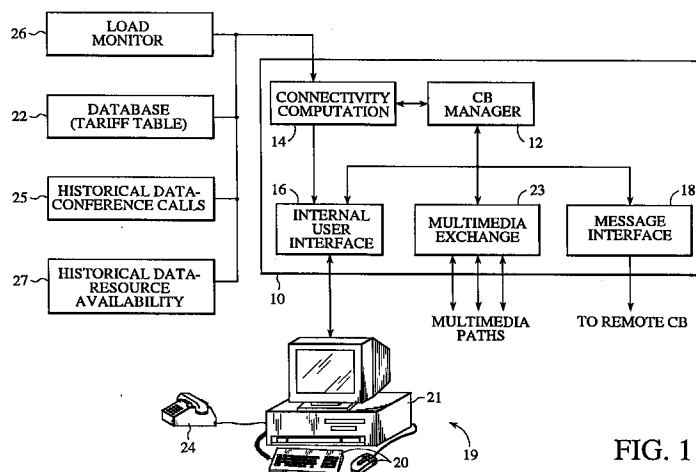 26
LOAD
MONITOR
22
DATABASE
(TARIFF TABLE)
25
HISTORICAL DATA-
CONFERENCE CALLS
27
HISTORICAL DATA-
RESOURCE
AVAILABILITY
CONNECTIVITY
COMPUTATION
14
CB
MANAGER
12
16
INTERNAL
USER
INTERFACE
23
MULTIMEDIA
EXCHANGE
18
MESSAGE
INTERFACE
10
MULTIMEDIA
PATHS
TO REMOTE CB
21
24
20
19
FIG. 1